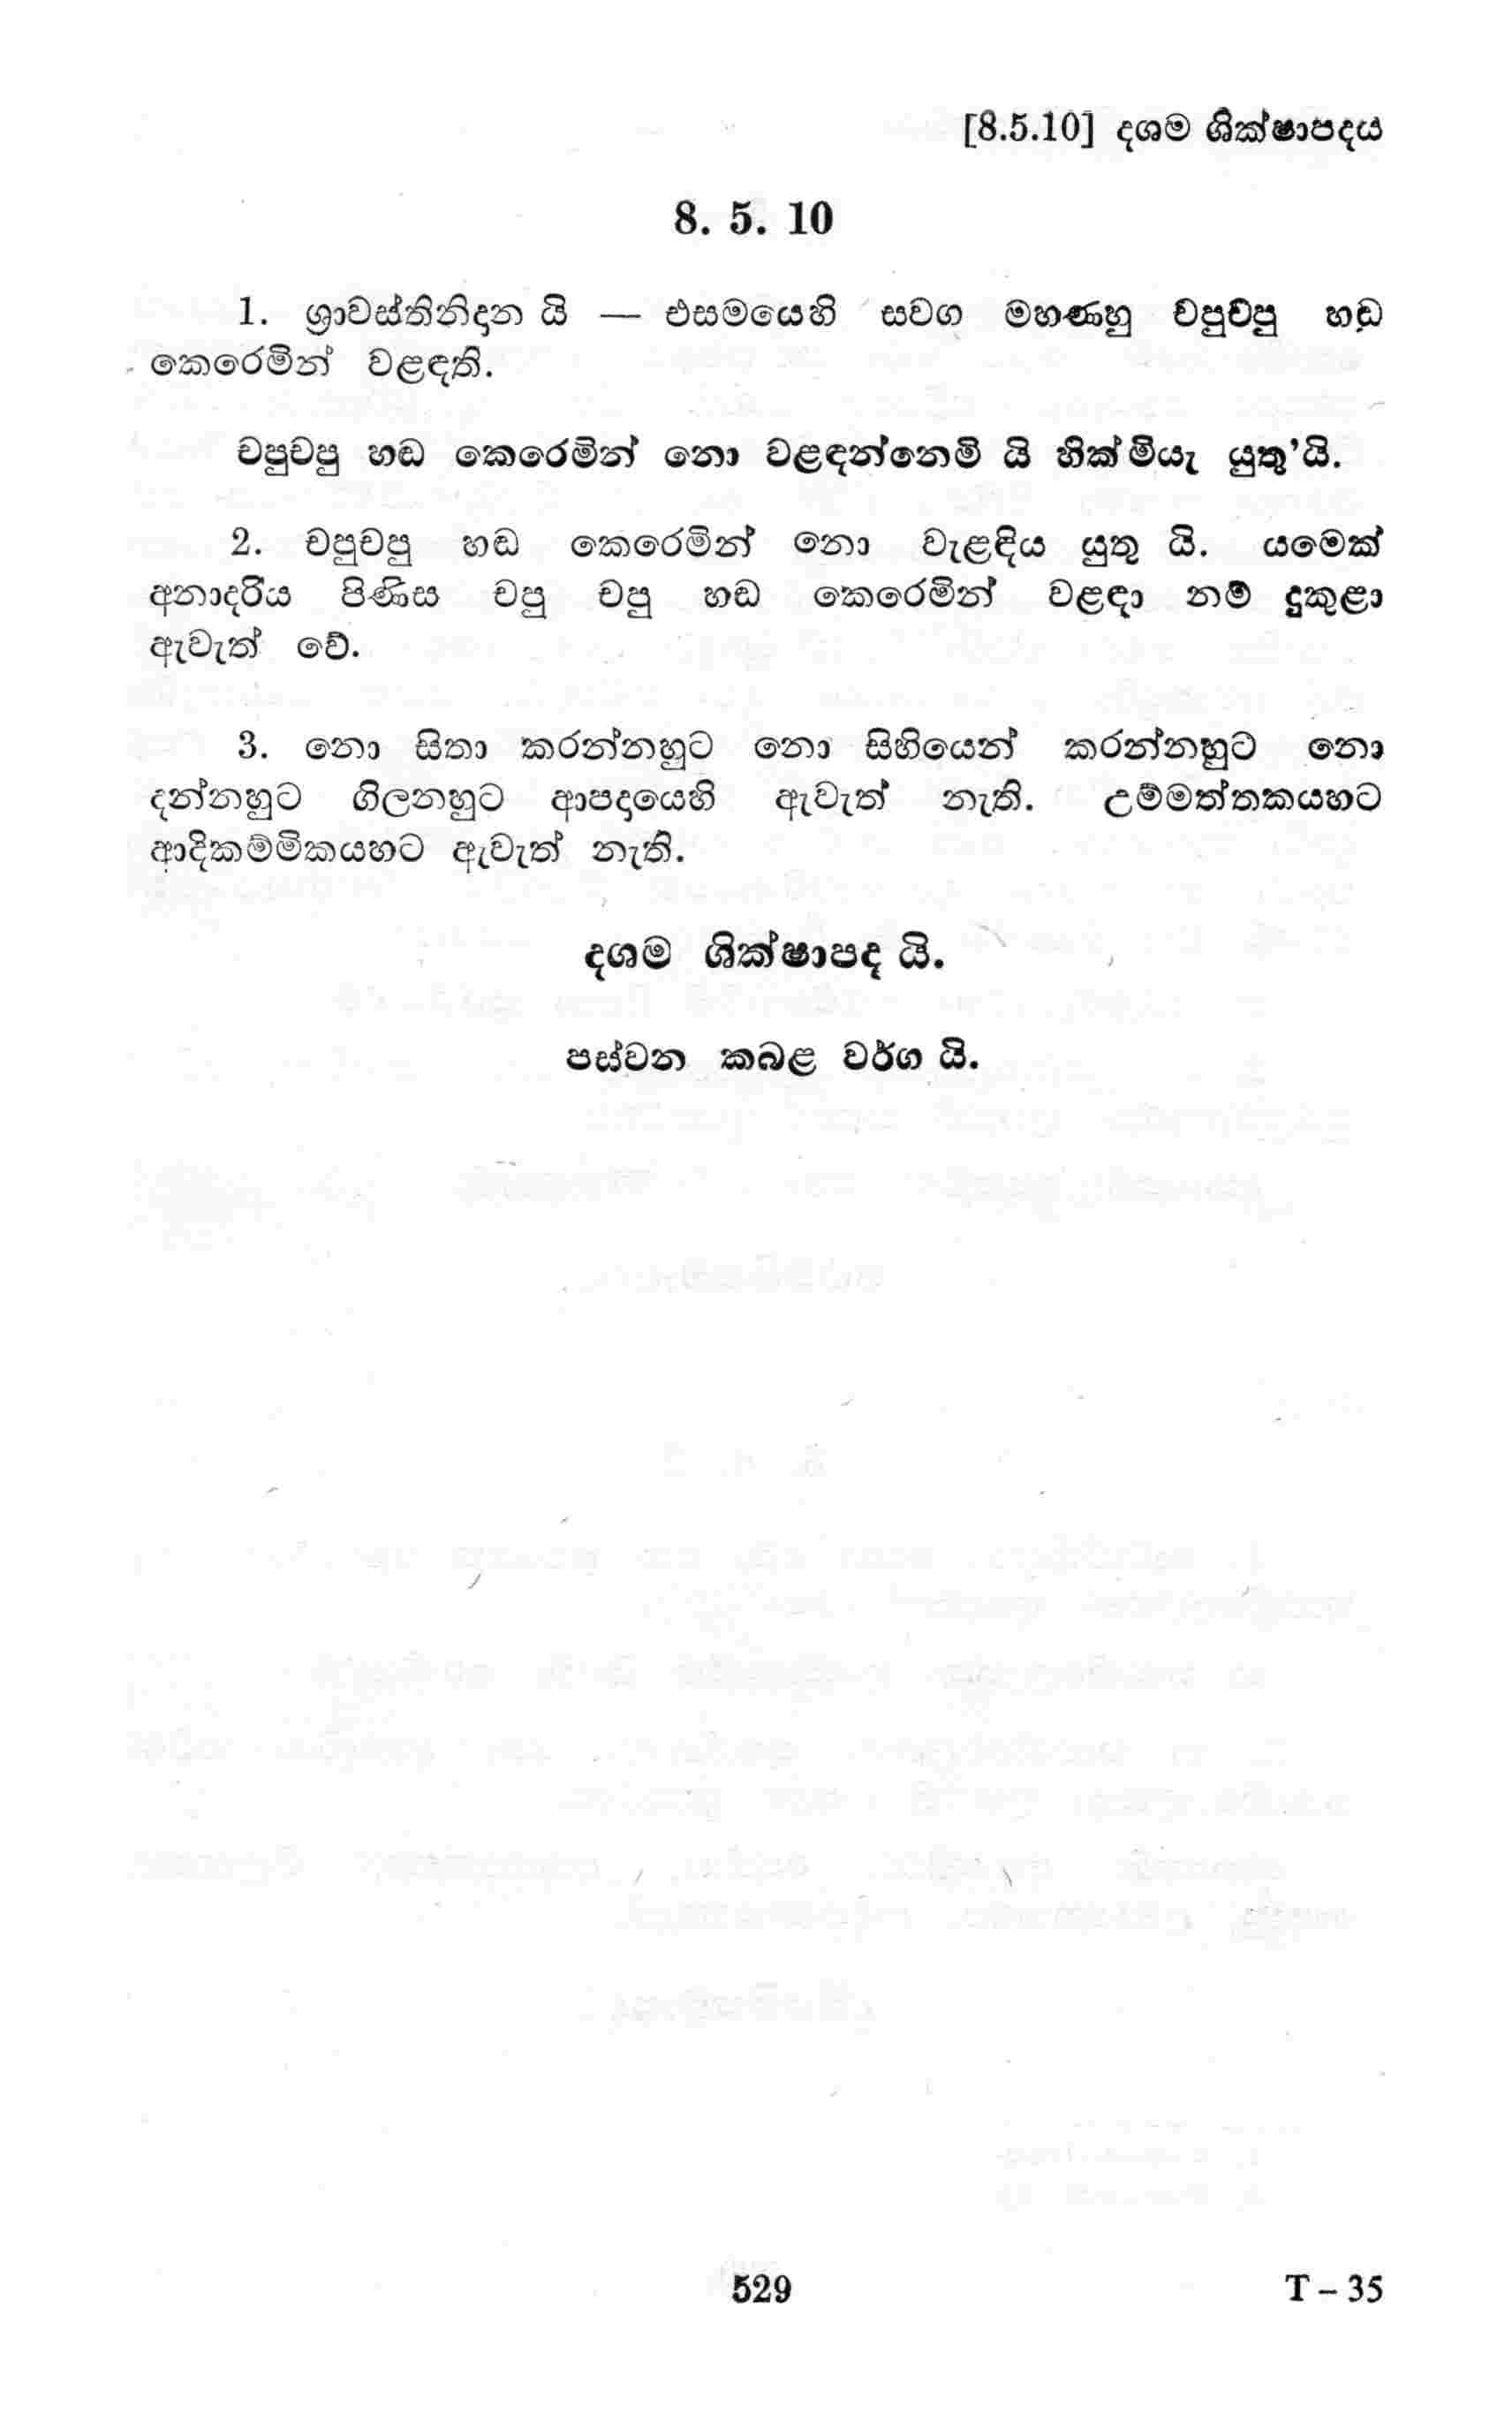 [8.5.10] දශම ශික්ෂාපදය
8. 5. 10
1. ශ්‍රාවස්තිනිදාන යි — එසමයෙහි සවග මහණහු චපුචපු හඬ
කෙරෙමින් වළඳති.
චපුචපු හඬ කෙරෙමින් නො වළඳන්නෙමි යි හික්මියැ යුතු'යි.
2. චපුචපු හඬ කෙරෙමින් නො වැළඳිය යුතු යි. යමෙක්
අනාදරිය පිණිස චපු චපු හඬ කෙරෙමින් වළඳා නම් දුකුළා
ඇවැත් වේ.
3. නො සිතා කරන්නහුට නො සිහියෙන් කරන්නහුට නො
දන්නහුට ගිලනහුට ආපදායෙහි ඇවැත් නැති. උම්මත්තකයහට
ආදිකම්මිකයහට ඇවැත් නැති.
දශම ශික්ෂාපද යි.
පස්වන කබළ වර්ග යි.
529 T – 35